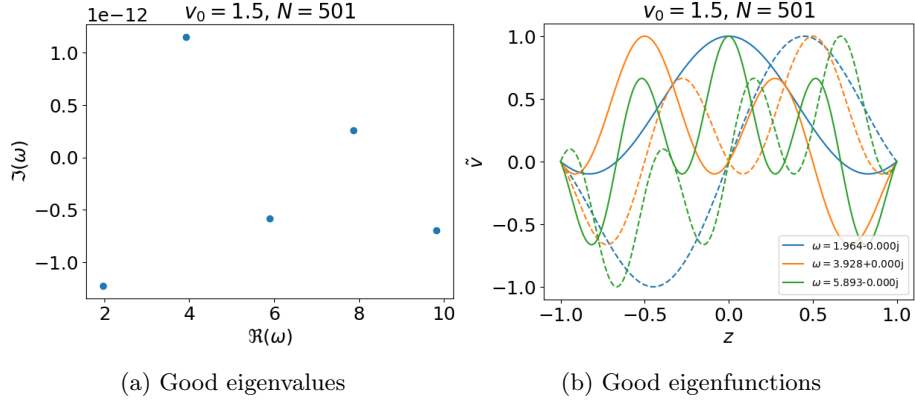 1e−12 v₀ = 1.5, N = 501
1.0
0.5
0.0
−0.5
−1.0
ℑ(ω)
2 4 6 8 10
ℜ(ω)
(a) Good eigenvalues
v₀ = 1.5, N = 501
1.0
0.5
0.0
−0.5
−1.0
ṽ
ω = 1.964-0.000j
ω = 3.928+0.000j
ω = 5.893-0.000j
−1.0 −0.5 0.0 0.5 1.0
z
(b) Good eigenfunctions